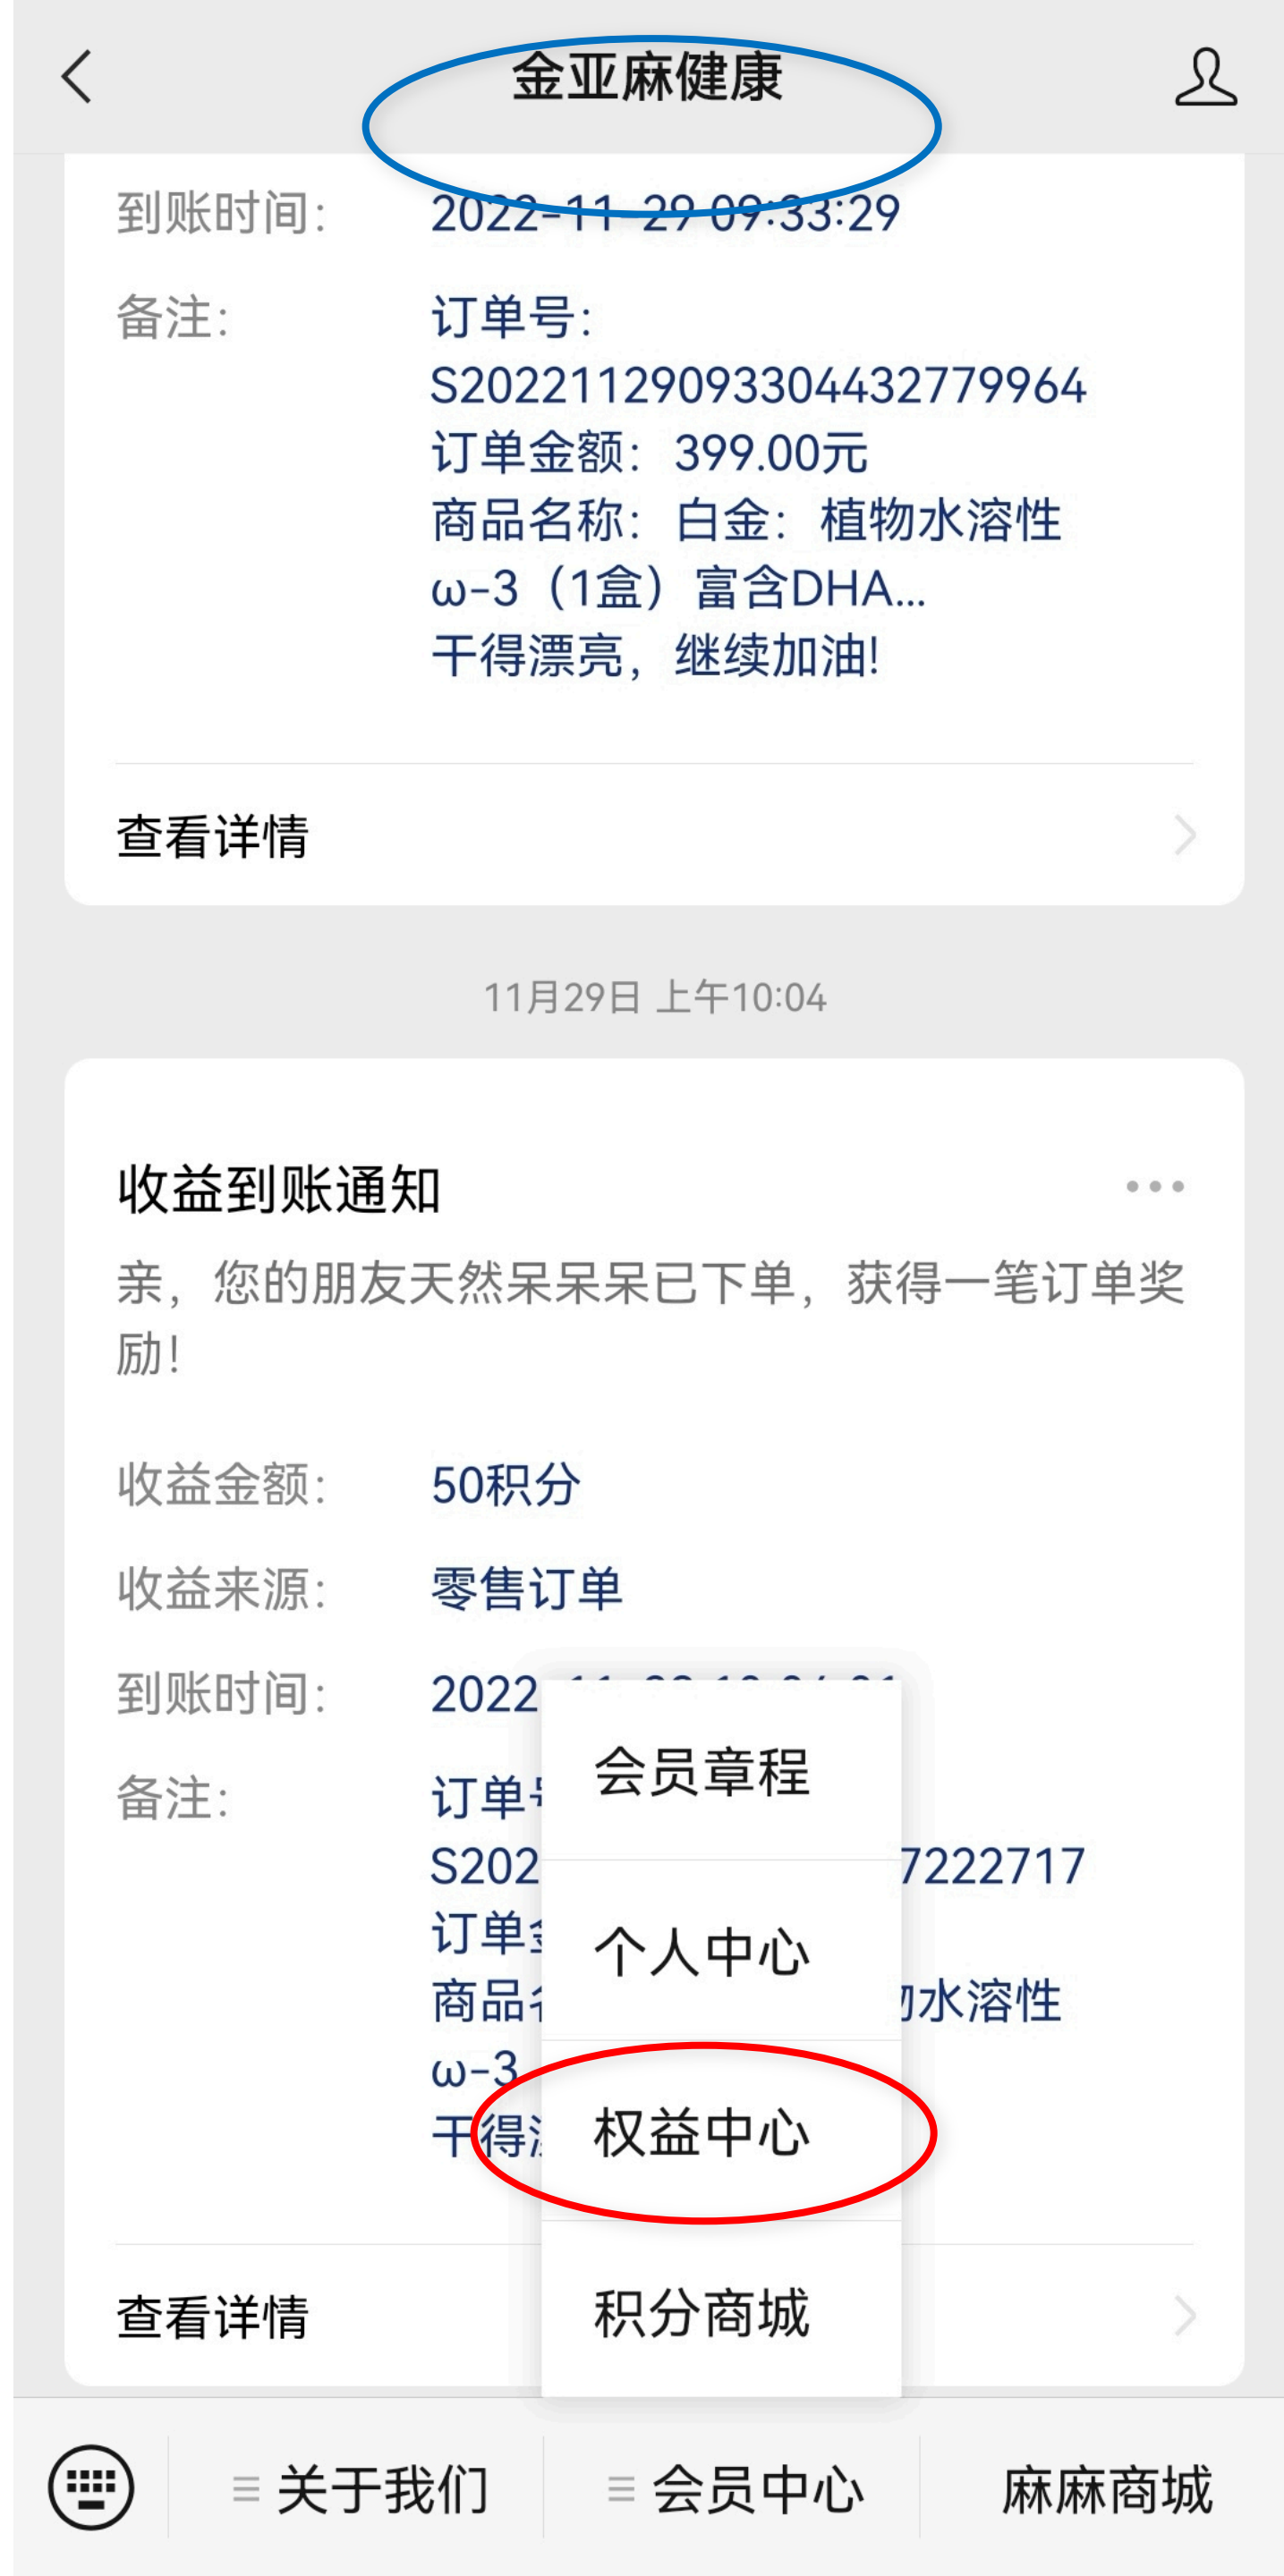 金亚麻健康
到账时间: 2022-11-29 09:33:29
备注: 订单号:
S20221129093304432779964
订单金额: 399.00元
商品名称: 白金: 植物水溶性
ω-3（1盒）富含DHA...
干得漂亮, 继续加油!
查看详情
11月29日 上午10:04
收益到账通知
亲, 您的朋友天然呆呆呆已下单, 获得一笔订单奖
励!
收益金额: 50积分
收益来源: 零售订单
到账时间: 2022
备注: 订单
S202 7222717
订单
商品 水溶性
ω-3
干得
会员章程
个人中心
权益中心
积分商城
查看详情
关于我们 会员中心 麻麻商城